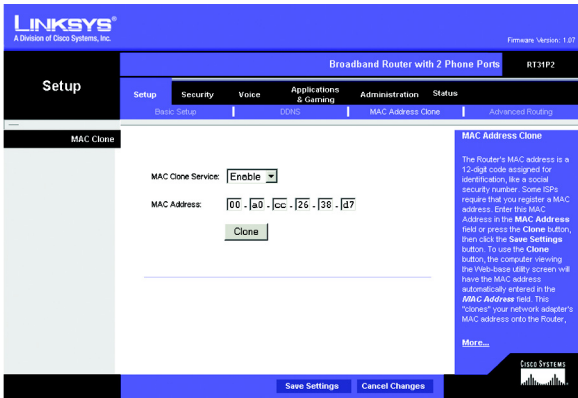 LINKSYS®
A Division of Cisco Systems, Inc.
Firmware Version: 1.07
Broadband Router with 2 Phone Ports
RT31P2
Setup
Setup Security Voice Applications & Gaming Administration Status
Basic Setup DDNS MAC Address Clone Advanced Routing
MAC Clone
MAC Clone Service: Enable
MAC Address: 00 - a0 - cc - 26 - 38 - d7
Clone
MAC Address Clone
The Router's MAC address is a
12-digit code assigned for
identification, like a social
security number. Some ISPs
require that you register a MAC
address. Enter this MAC
Address in the MAC Address
field or press the Clone button,
then click the Save Settings
button. To use the Clone
button, the computer viewing
the Web-base utility screen will
have the MAC address
automatically entered in the
MAC Address field. This
"clones" your network adapter's
MAC address onto the Router,
More...
Save Settings Cancel Changes
CISCO SYSTEMS